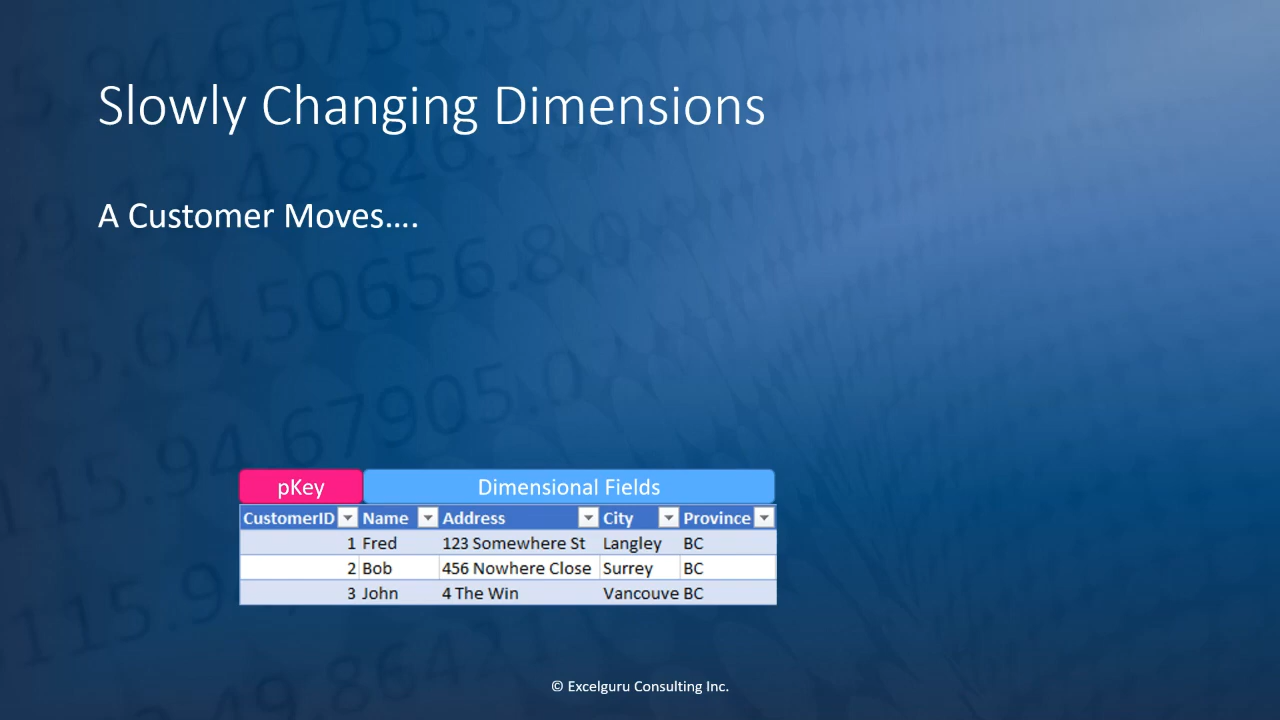 Slowly Changing Dimensions
A Customer Moves....
pKey Dimensional Fields
CustomerID Name Address City Province
1 Fred 123 Somewhere St Langley BC
2 Bob 456 Nowhere Close Surrey BC
3 John 4 The Win Vancouve BC
© Excelguru Consulting Inc.